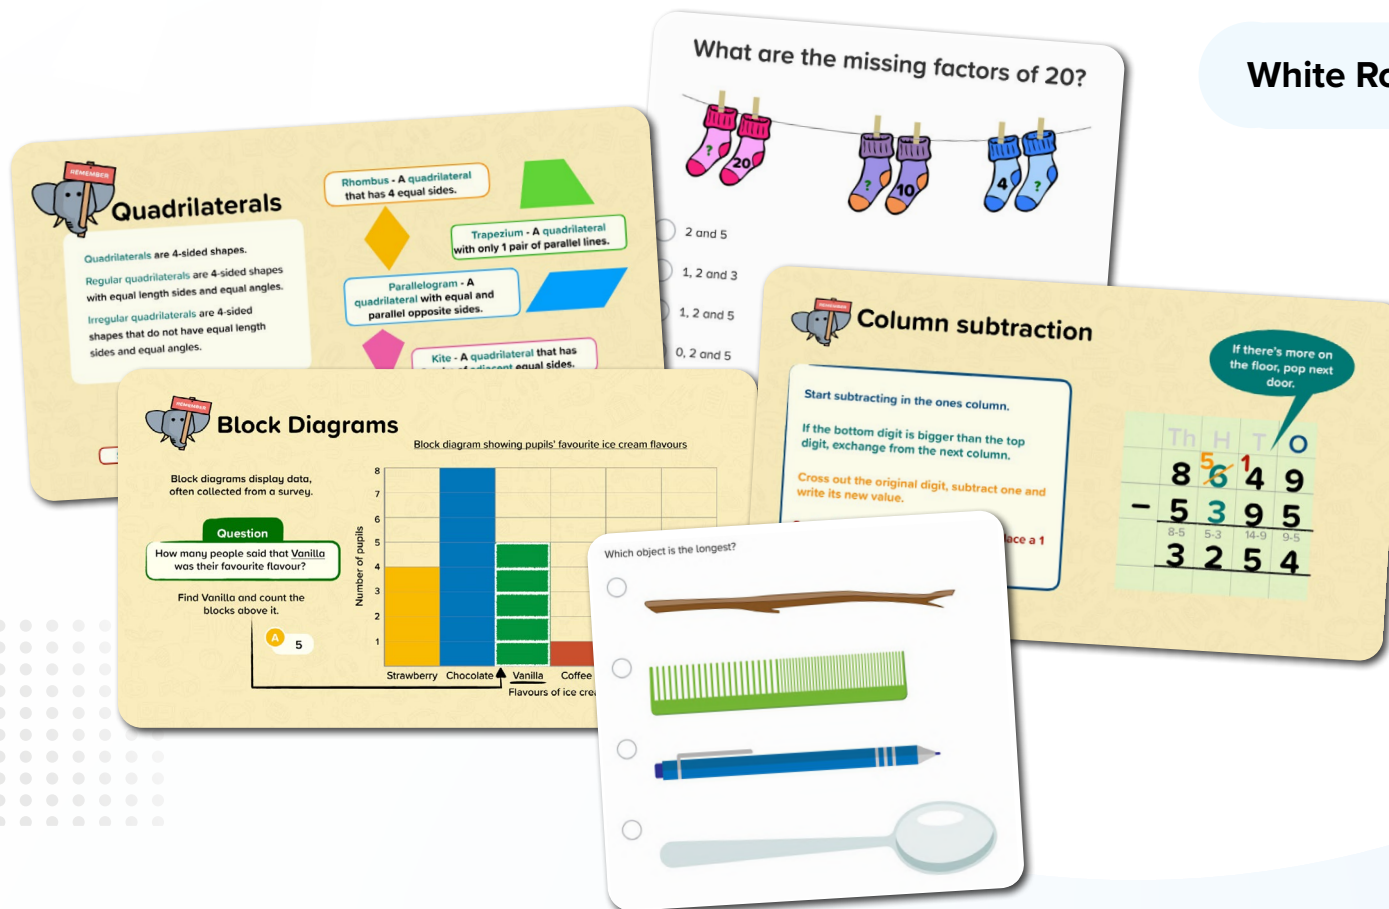 What are the missing factors of 20?
?
20
?
10
4
?
2 and 5
1, 2 and 3
1, 2 and 5
0, 2 and 5
White
REMEMBER
Quadrilaterals
Quadrilaterals are 4-sided shapes.
Regular quadrilaterals are 4-sided shapes
with equal length sides and equal angles.
Irregular quadrilaterals are 4-sided
shapes that do not have equal length
sides and equal angles.
Rhombus - A quadrilateral
that has 4 equal sides.
Trapezium - A quadrilateral
with only 1 pair of parallel lines.
Parallelogram - A
quadrilateral with equal and
parallel opposite sides.
Kite - A quadrilateral that has
of adjacent equal sides.
REMEMBER
Column subtraction
Start subtracting in the ones column.
If the bottom digit is bigger than the top
digit, exchange from the next column.
Cross out the original digit, subtract one and
write its new value.
a 1
If there's more on
the floor, pop next
door.
Th H T O
5 1
8 6 4 9
- 5 3 9 5
8-5 5-3 14-9 9-5
3 2 5 4
REMEMBER
Block Diagrams
Block diagrams display data,
often collected from a survey.
Question
How many people said that Vanilla
was their favourite flavour?
Find Vanilla and count the
blocks above it.
A 5
Block diagram showing pupils' favourite ice cream flavours
Number of pupils
8
7
6
5
4
3
2
1
Strawberry Chocolate Vanilla Coffee
Flavours of ice
Which object is the longest?